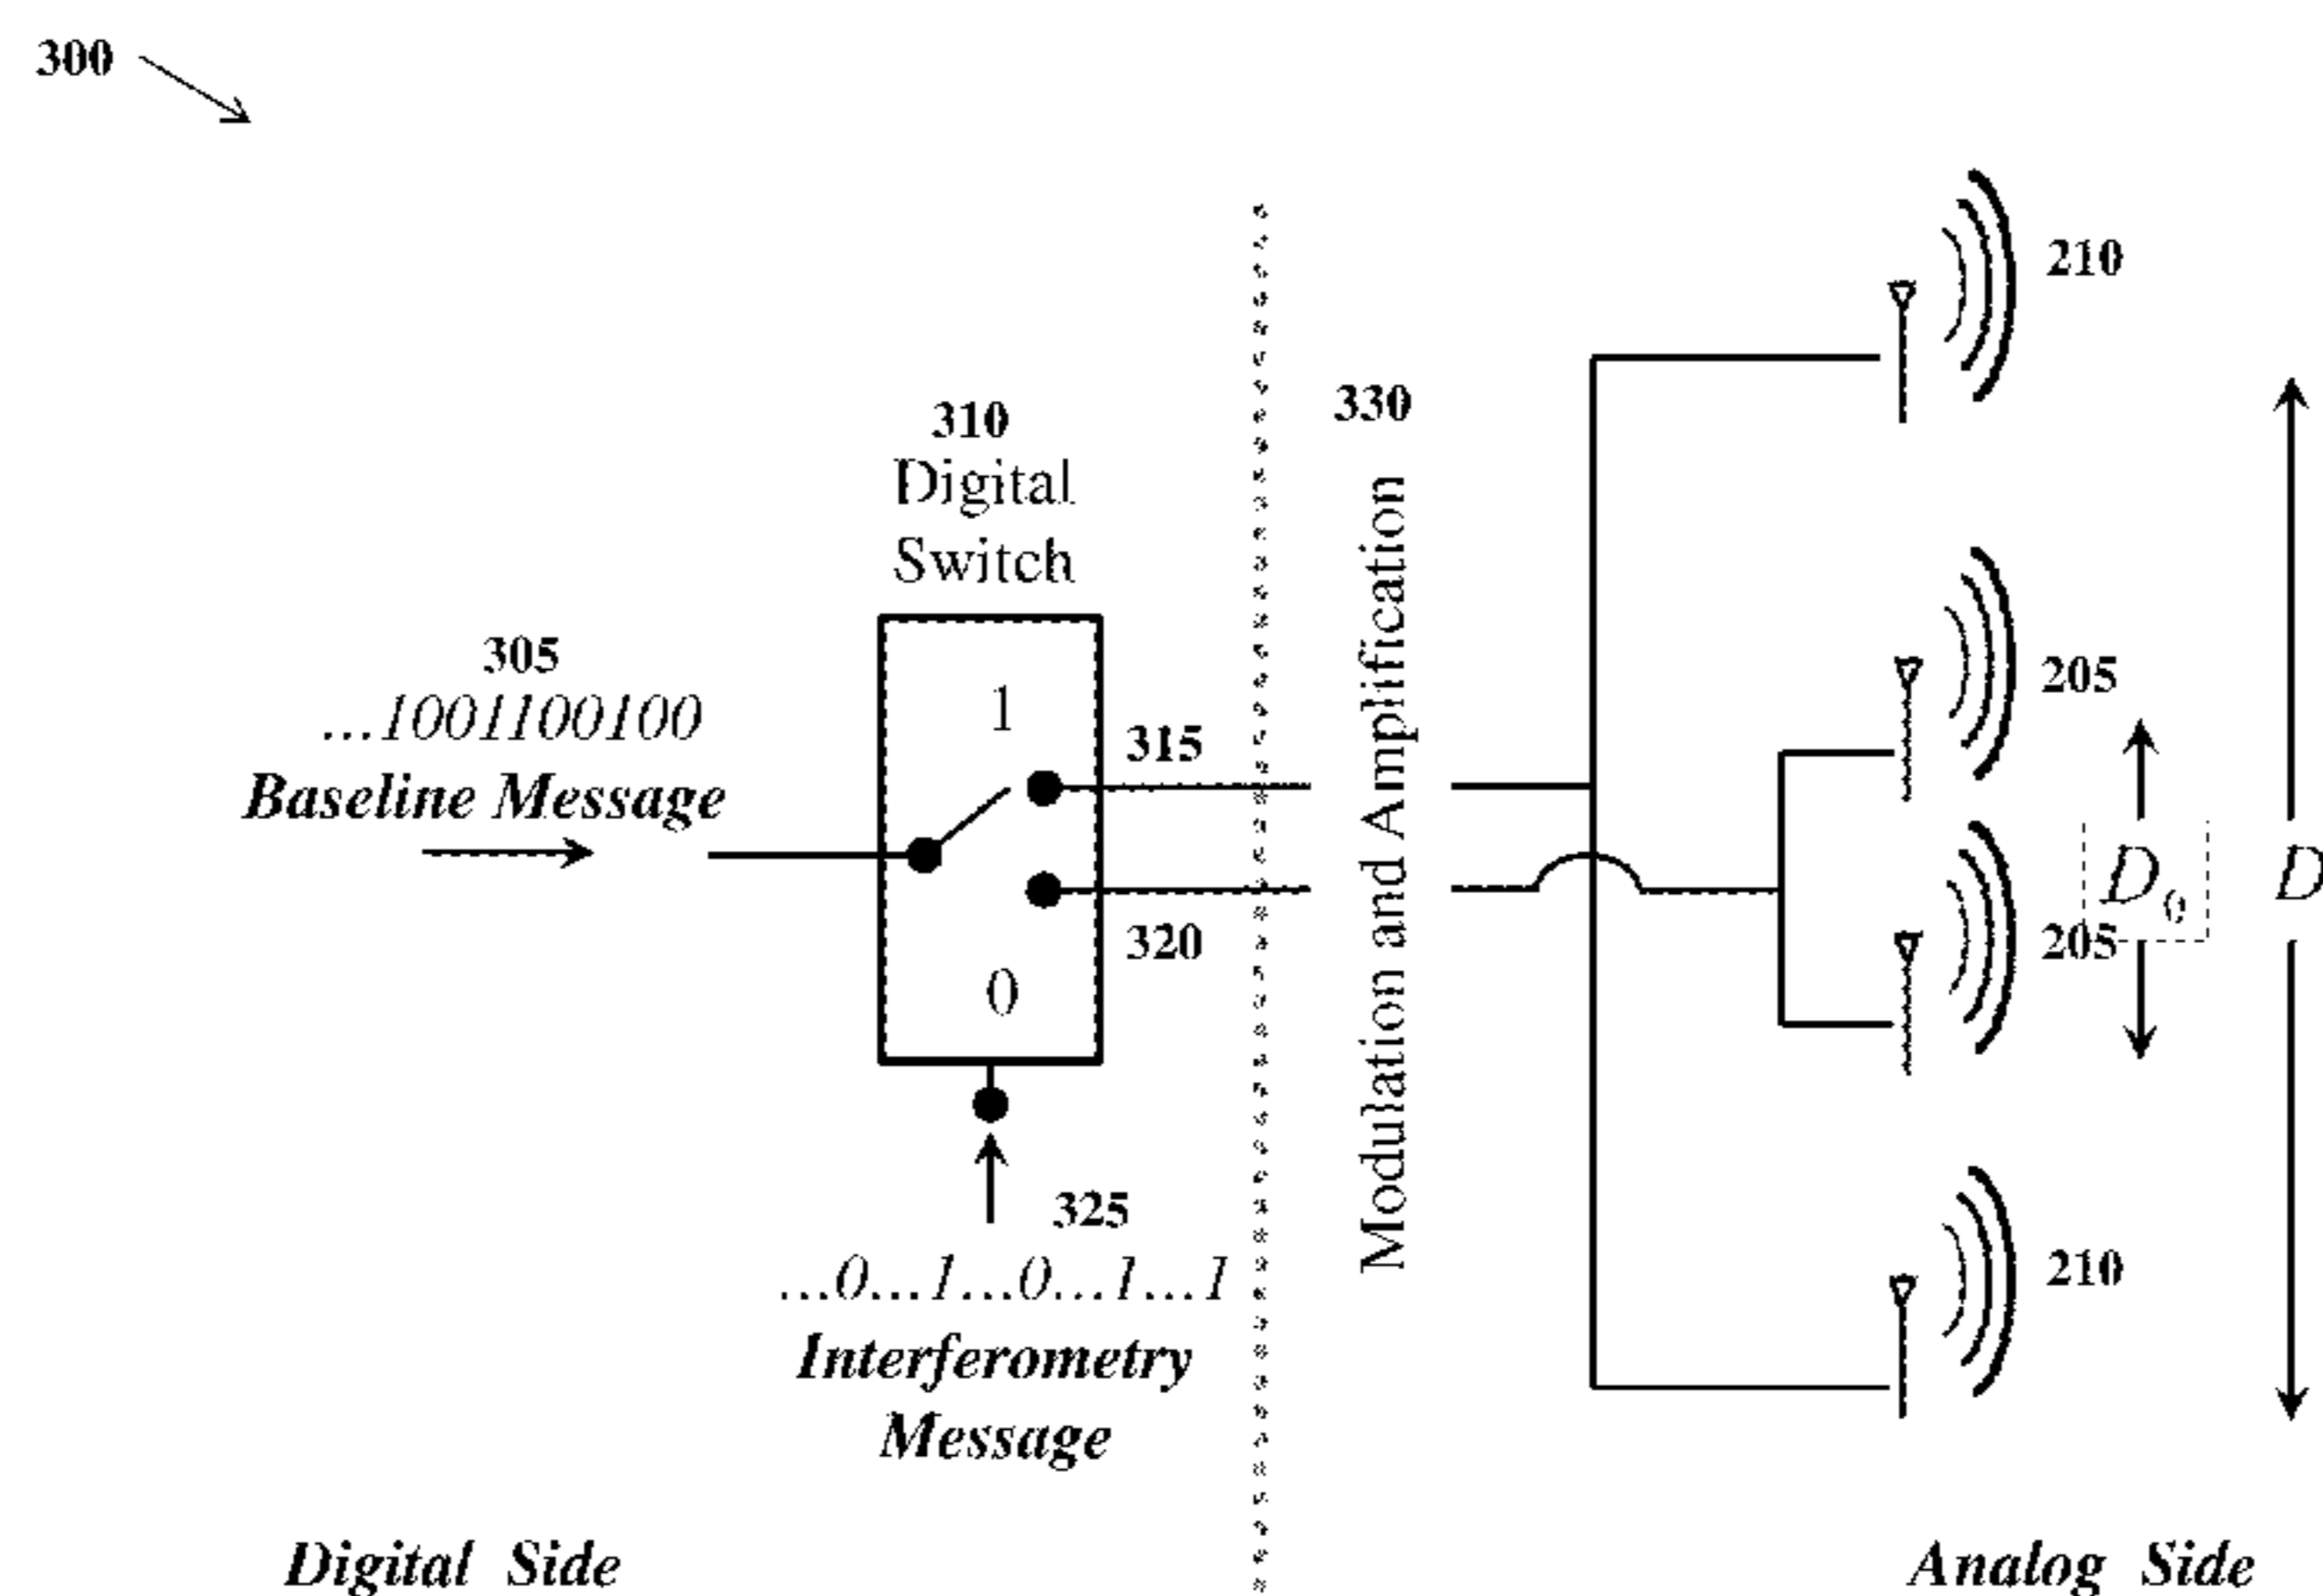 300
210
330
310
Digital
Switch
305
...1001100100
Baseline Message
1
315
205
Modulation and Amplification
D0
D
320
205
0
325
...0...1...0...1...1
Interferometry
Message
210
Digital Side
Analog Side